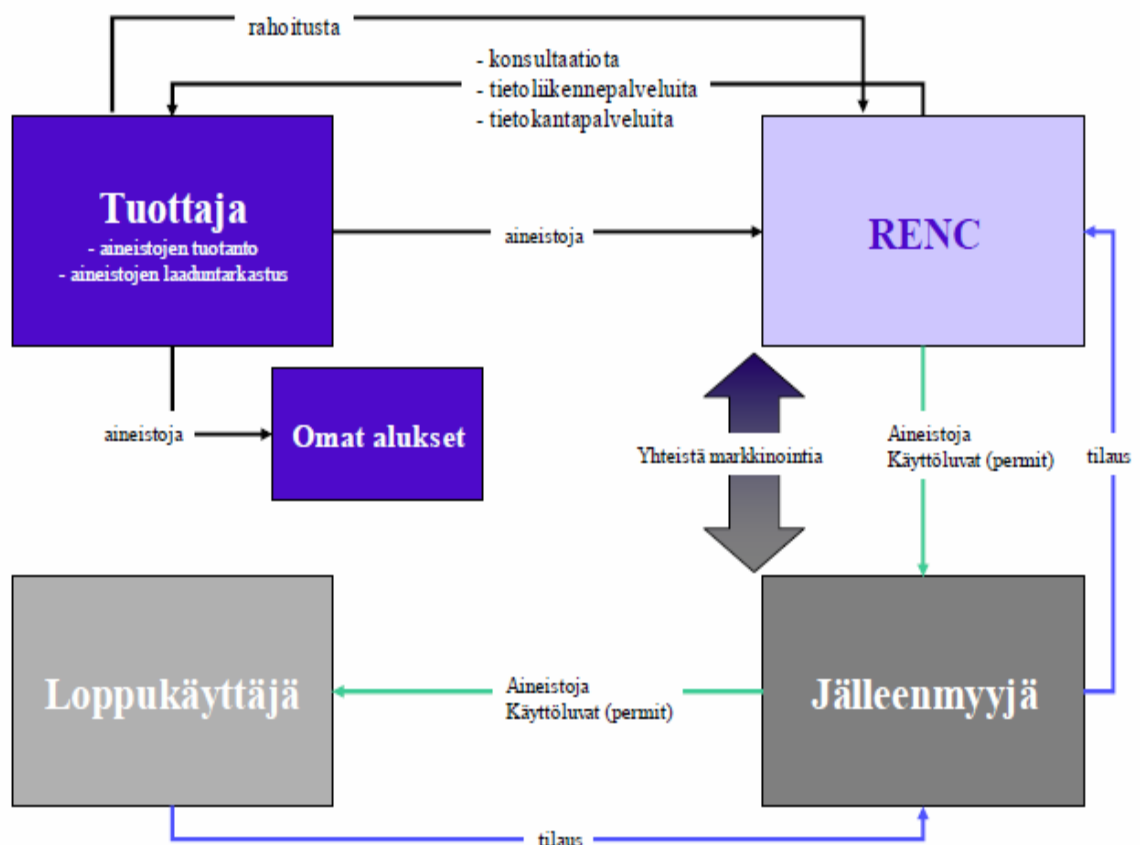 rahoitusta
- konsultaatiota
- tietoliikennepalveluita
- tietokantapalveluita
Tuottaja
- aineistojen tuotanto
- aineistojen laaduntarkastus
aineistoja
RENC
aineistoja
Omat alukset
Yhteistä markkinointia
Aineistoja
Käyttöluvat (permit)
tilaus
Loppukäyttäjä
Aineistoja
Käyttöluvat (permit)
Jälleenmyyjä
tilaus